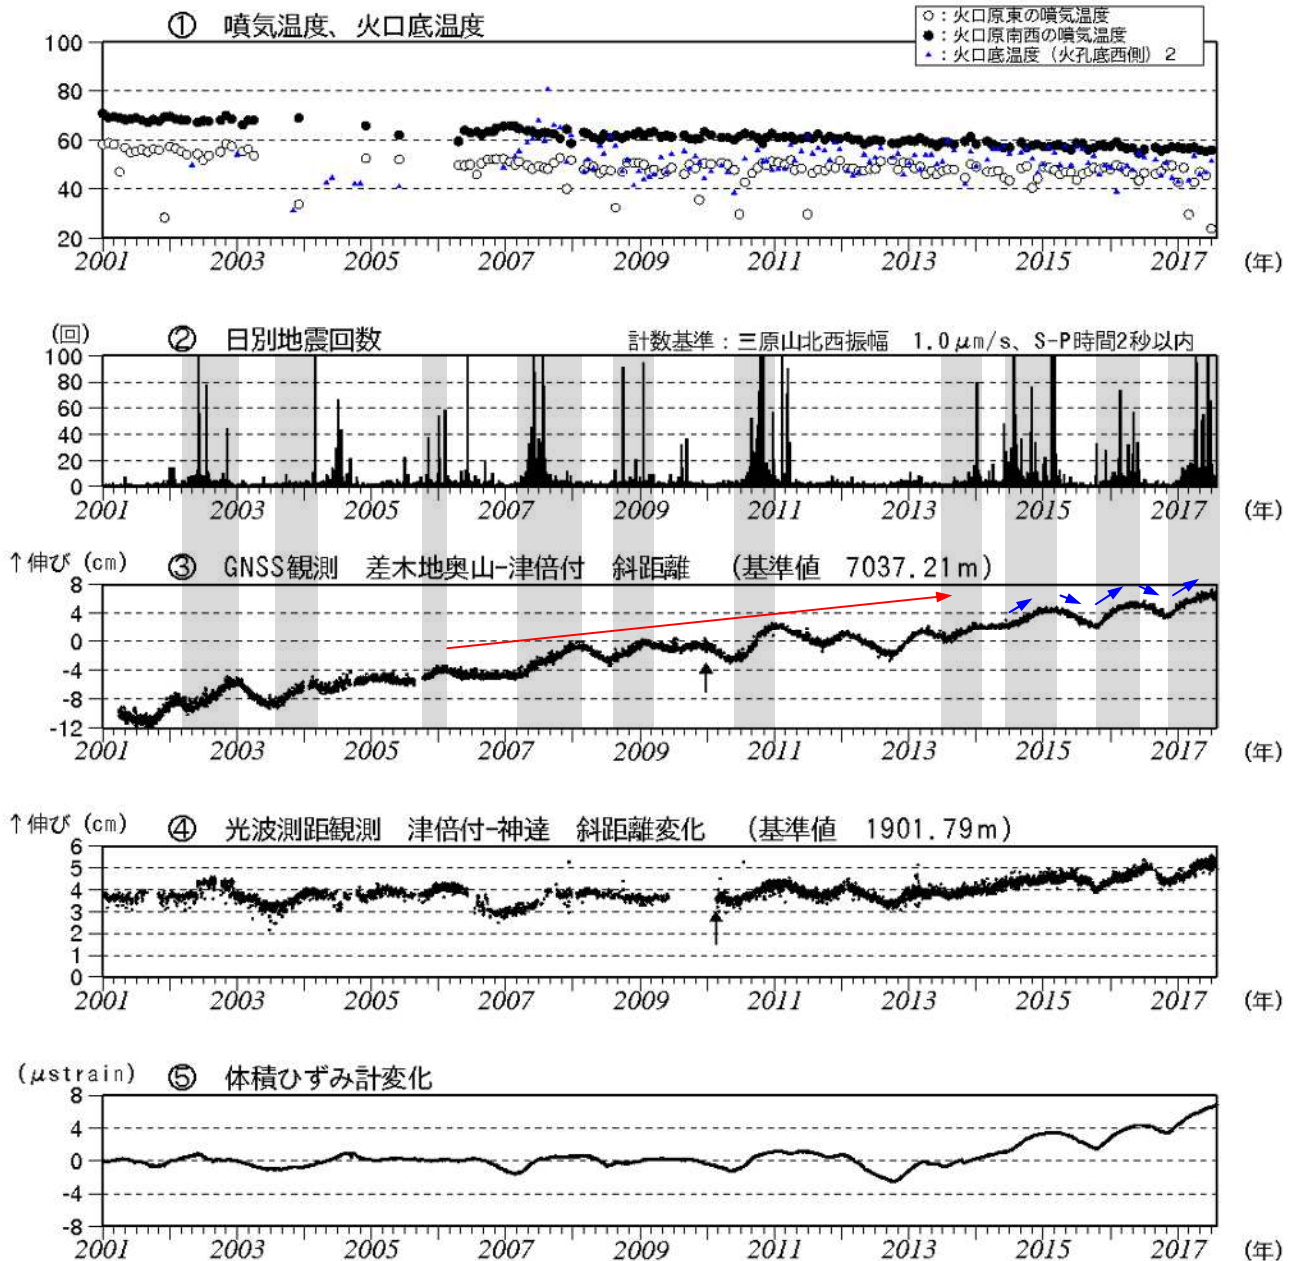 ① 噴気温度、火口底温度
○：火口原東の噴気温度
●：火口原南西の噴気温度
▲：火口底温度（火孔底西側）2
100
80
60
40
20
2001 2003 2005 2007 2009 2011 2013 2015 2017 (年)
(回) ② 日別地震回数 計数基準：三原山北西振幅 1.0μm/s、S-P時間2秒以内
100
80
60
40
20
0
2001 2003 2005 2007 2009 2011 2013 2015 2017 (年)
↑伸び(cm) ③ GNSS観測 差木地奥山-津倍付 斜距離 (基準値 7037.21m)
8
4
0
-4
-8
-12
2001 2003 2005 2007 2009 2011 2013 2015 2017 (年)
↑伸び(cm) ④ 光波測距観測 津倍付-神達 斜距離変化 (基準値 1901.79m)
6
5
4
3
2
1
0
2001 2003 2005 2007 2009 2011 2013 2015 2017 (年)
(μstrain) ⑤ 体積ひずみ計変化
8
4
0
-4
-8
2001 2003 2005 2007 2009 2011 2013 2015 2017 (年)